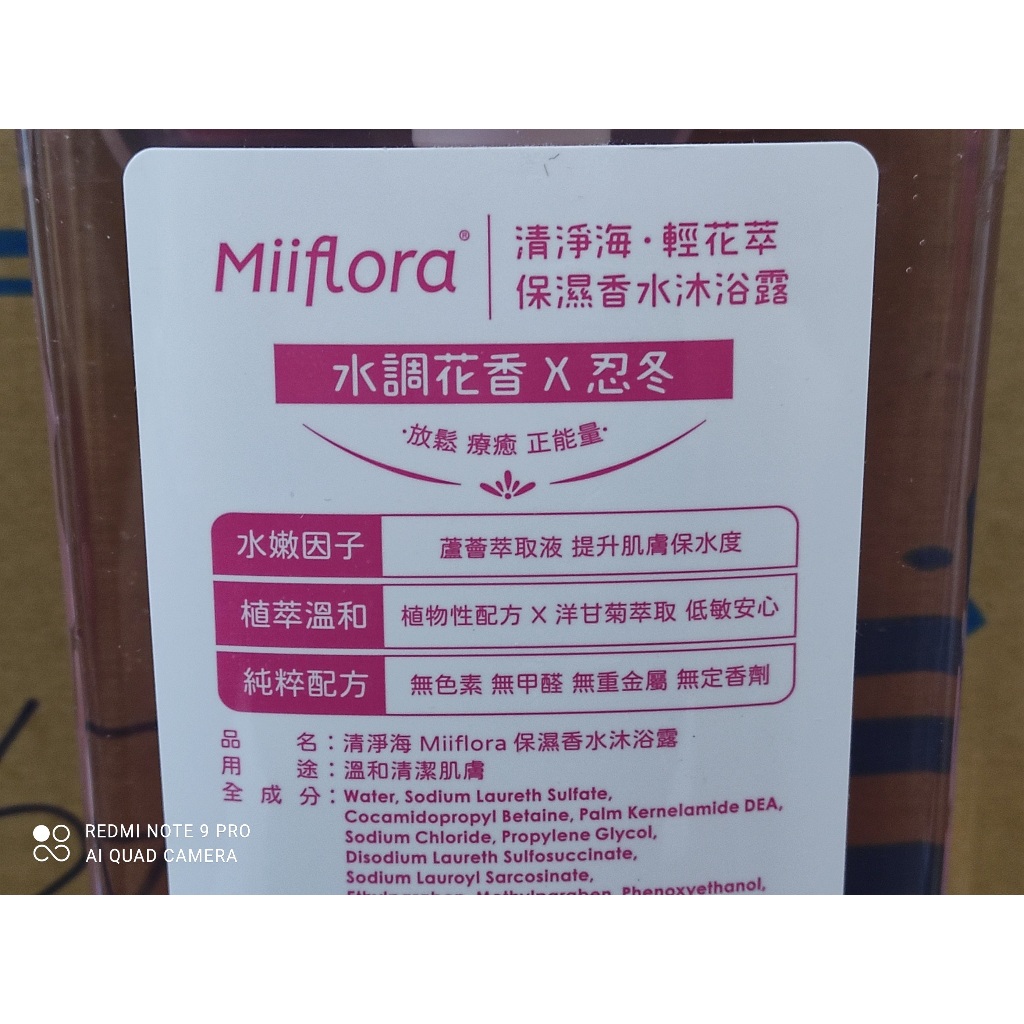 Miiflora®
清淨海·輕花萃
保濕香水沐浴露
水調花香 X 忍冬
·放鬆 療癒 正能量·
水嫩因子 蘆薈萃取液 提升肌膚保水度
植萃溫和 植物性配方 X 洋甘菊萃取 低敏安心
純粹配方 無色素 無甲醛 無重金屬 無定香劑
品 名：清淨海 Miiflora 保濕香水沐浴露
用 途：溫和清潔肌膚
全 成 分：Water, Sodium Laureth Sulfate,
Cocamidopropyl Betaine, Palm Kernelamide DEA,
Sodium Chloride, Propylene Glycol,
Disodium Laureth Sulfosuccinate,
Sodium Lauroyl Sarcosinate,
Ethylparaben, Methylparaben, Phenoxyethanol,
REDMI NOTE 9 PRO
AI QUAD CAMERA